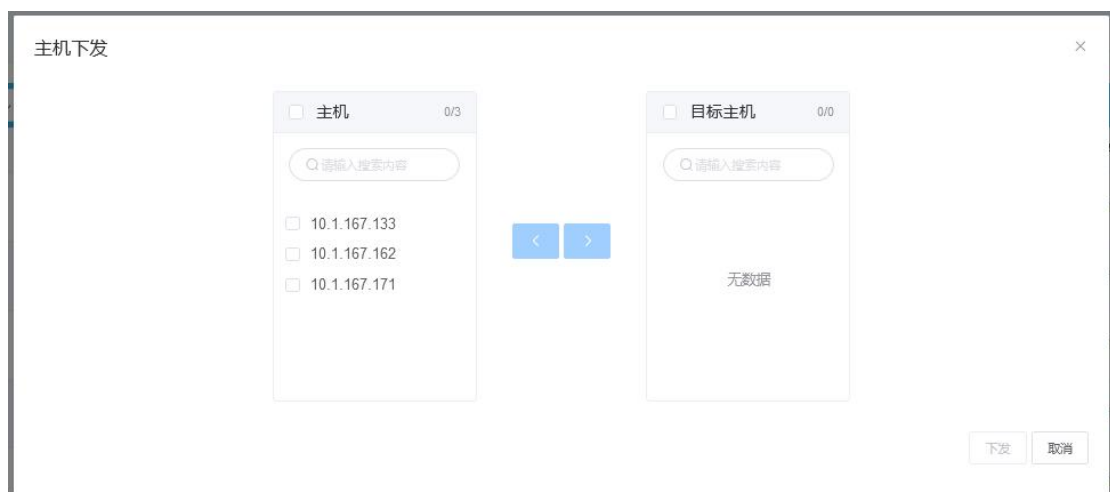 主机下发
主机 0/3
请输入搜索内容
10.1.167.133
10.1.167.162
10.1.167.171
目标主机 0/0
请输入搜索内容
无数据
下发 取消